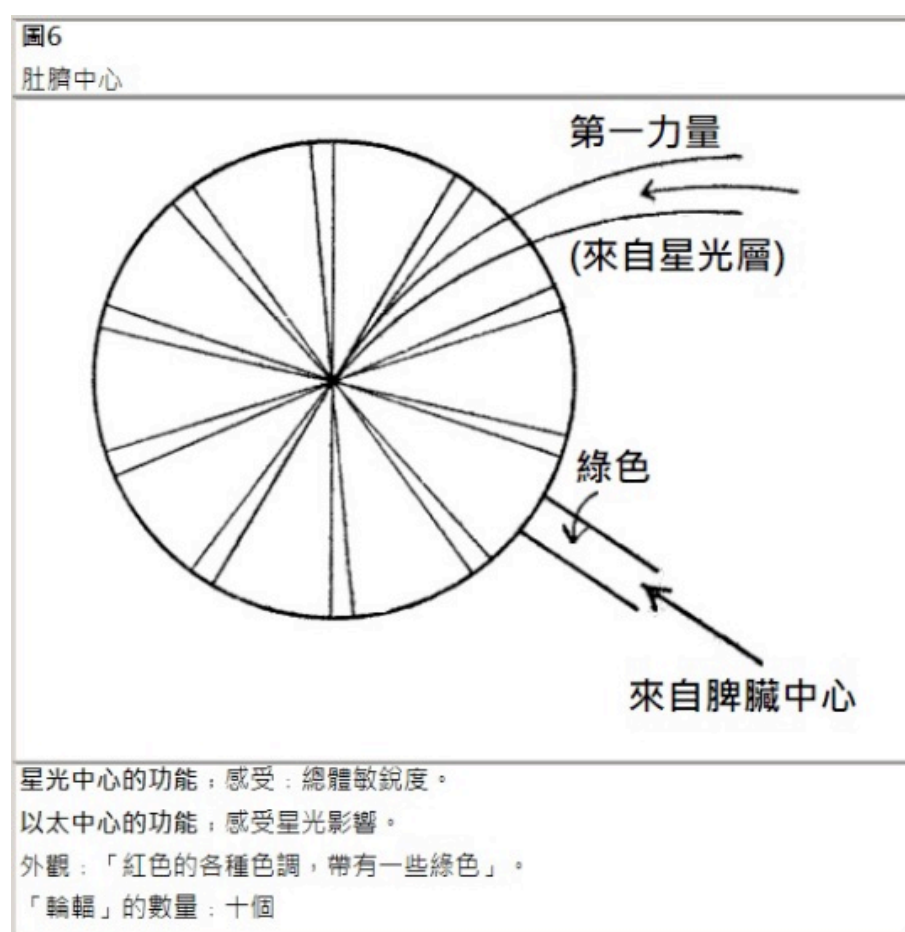 圖6
肚臍中心
第一力量
(來自星光層)
綠色
來自脾臟中心
星光中心的功能；感受：總體敏銳度。
以太中心的功能；感受星光影響。
外觀：「紅色的各種色調，帶有一些綠色」。
「輪輻」的數量：十個